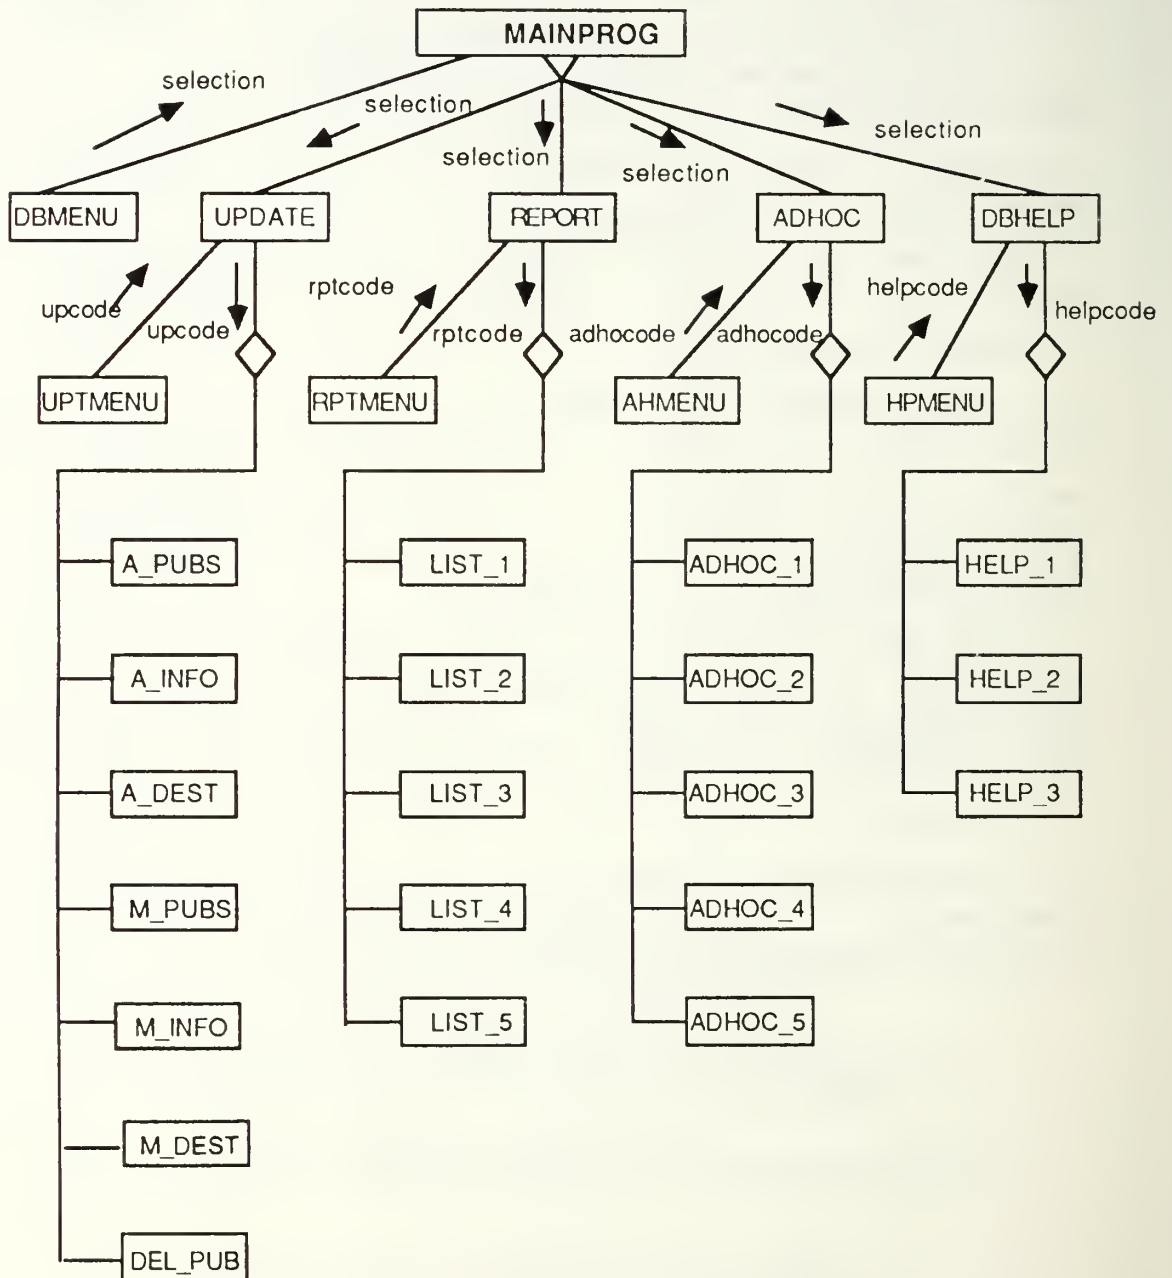 MAINPROG
selection
selection
selection
selection
selection
DBMENU
UPDATE
REPORT
ADHOC
DBHELP
upcode
upcode
rptcode
rptcode
adhocode
adhocode
helpcode
helpcode
UPTMENU
RPTMENU
AHMENU
HPMENU
A_PUBS
LIST_1
ADHOC_1
HELP_1
A_INFO
LIST_2
ADHOC_2
HELP_2
A_DEST
LIST_3
ADHOC_3
HELP_3
M_PUBS
LIST_4
ADHOC_4
M_INFO
LIST_5
ADHOC_5
M_DEST
DEL_PUB